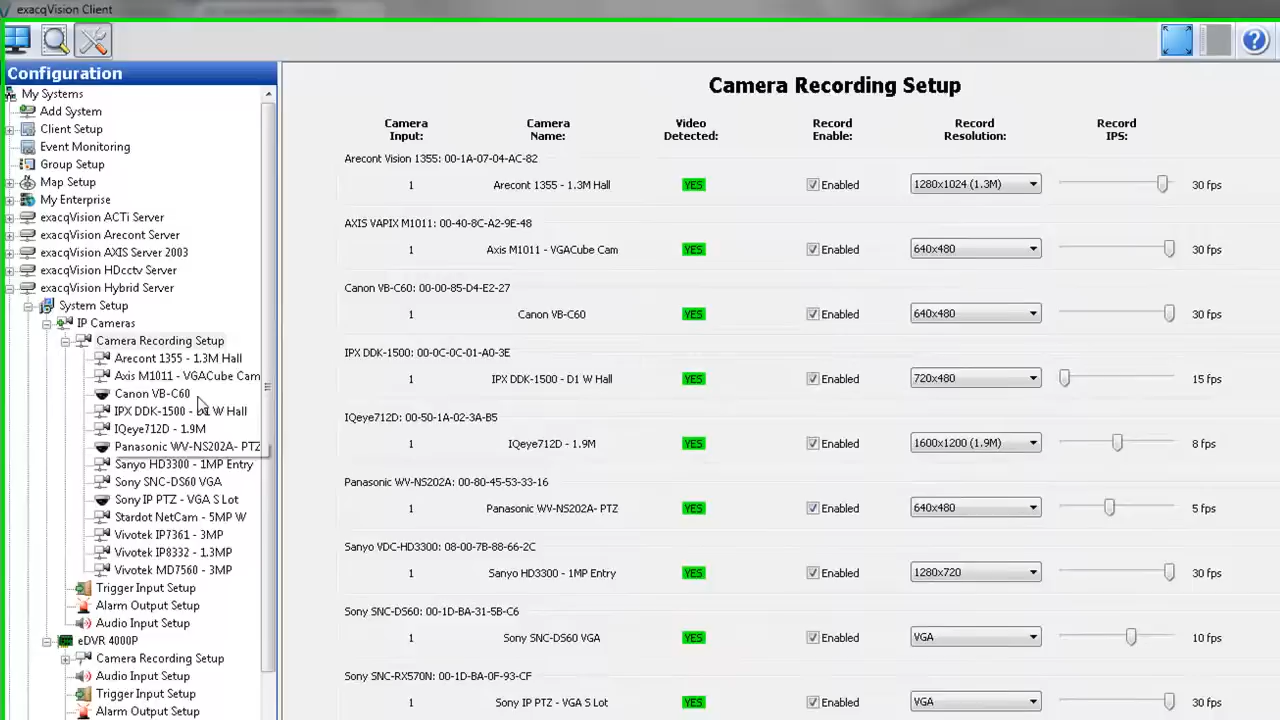 exacqVision Client
Configuration
My Systems
Add System
Client Setup
Event Monitoring
Group Setup
Map Setup
My Enterprise
exacqVision ACTi Server
exacqVision Arecont Server
exacqVision AXIS Server 2003
exacqVision HDcctv Server
exacqVision Hybrid Server
System Setup
IP Cameras
Camera Recording Setup
Arecont 1355 - 1.3M Hall
Axis M1011 - VGACube Cam
Canon VB-C60
IPX DDK-1500 - D1 W Hall
IQeye712D - 1.9M
Panasonic WV-NS202A- PTZ
Sanyo HD3300 - 1MP Entry
Sony SNC-DS60 VGA
Sony IP PTZ - VGA S Lot
Stardot NetCam - 5MP W
Vivotek IP7361 - 3MP
Vivotek IP8332 - 1.3MP
Vivotek MD7560 - 3MP
Trigger Input Setup
Alarm Output Setup
Audio Input Setup
eDVR 4000P
Camera Recording Setup
Audio Input Setup
Trigger Input Setup
Alarm Output Setup
Camera Recording Setup
Camera Input: Camera Name: Video Detected: Record Enable: Record Resolution: Record IPS:
Arecont Vision 1355: 00-1A-07-04-AC-82
1 Arecont 1355 - 1.3M Hall YES Enabled 1280x1024 (1.3M) 30 fps
AXIS VAPIX M1011: 00-40-8C-A2-9E-48
1 Axis M1011 - VGACube Cam YES Enabled 640x480 30 fps
Canon VB-C60: 00-00-85-D4-E2-27
1 Canon VB-C60 YES Enabled 640x480 30 fps
IPX DDK-1500: 00-0C-0C-01-A0-3E
1 IPX DDK-1500 - D1 W Hall YES Enabled 720x480 15 fps
IQeye712D: 00-50-1A-02-3A-B5
1 IQeye712D - 1.9M YES Enabled 1600x1200 (1.9M) 8 fps
Panasonic WV-NS202A: 00-80-45-53-33-16
1 Panasonic WV-NS202A- PTZ YES Enabled 640x480 5 fps
Sanyo VDC-HD3300: 08-00-7B-88-66-2C
1 Sanyo HD3300 - 1MP Entry YES Enabled 1280x720 30 fps
Sony SNC-DS60: 00-1D-BA-31-5B-C6
1 Sony SNC-DS60 VGA YES Enabled VGA 10 fps
Sony SNC-RX570N: 00-1D-BA-0F-93-CF
1 Sony IP PTZ - VGA S Lot YES Enabled VGA 30 fps